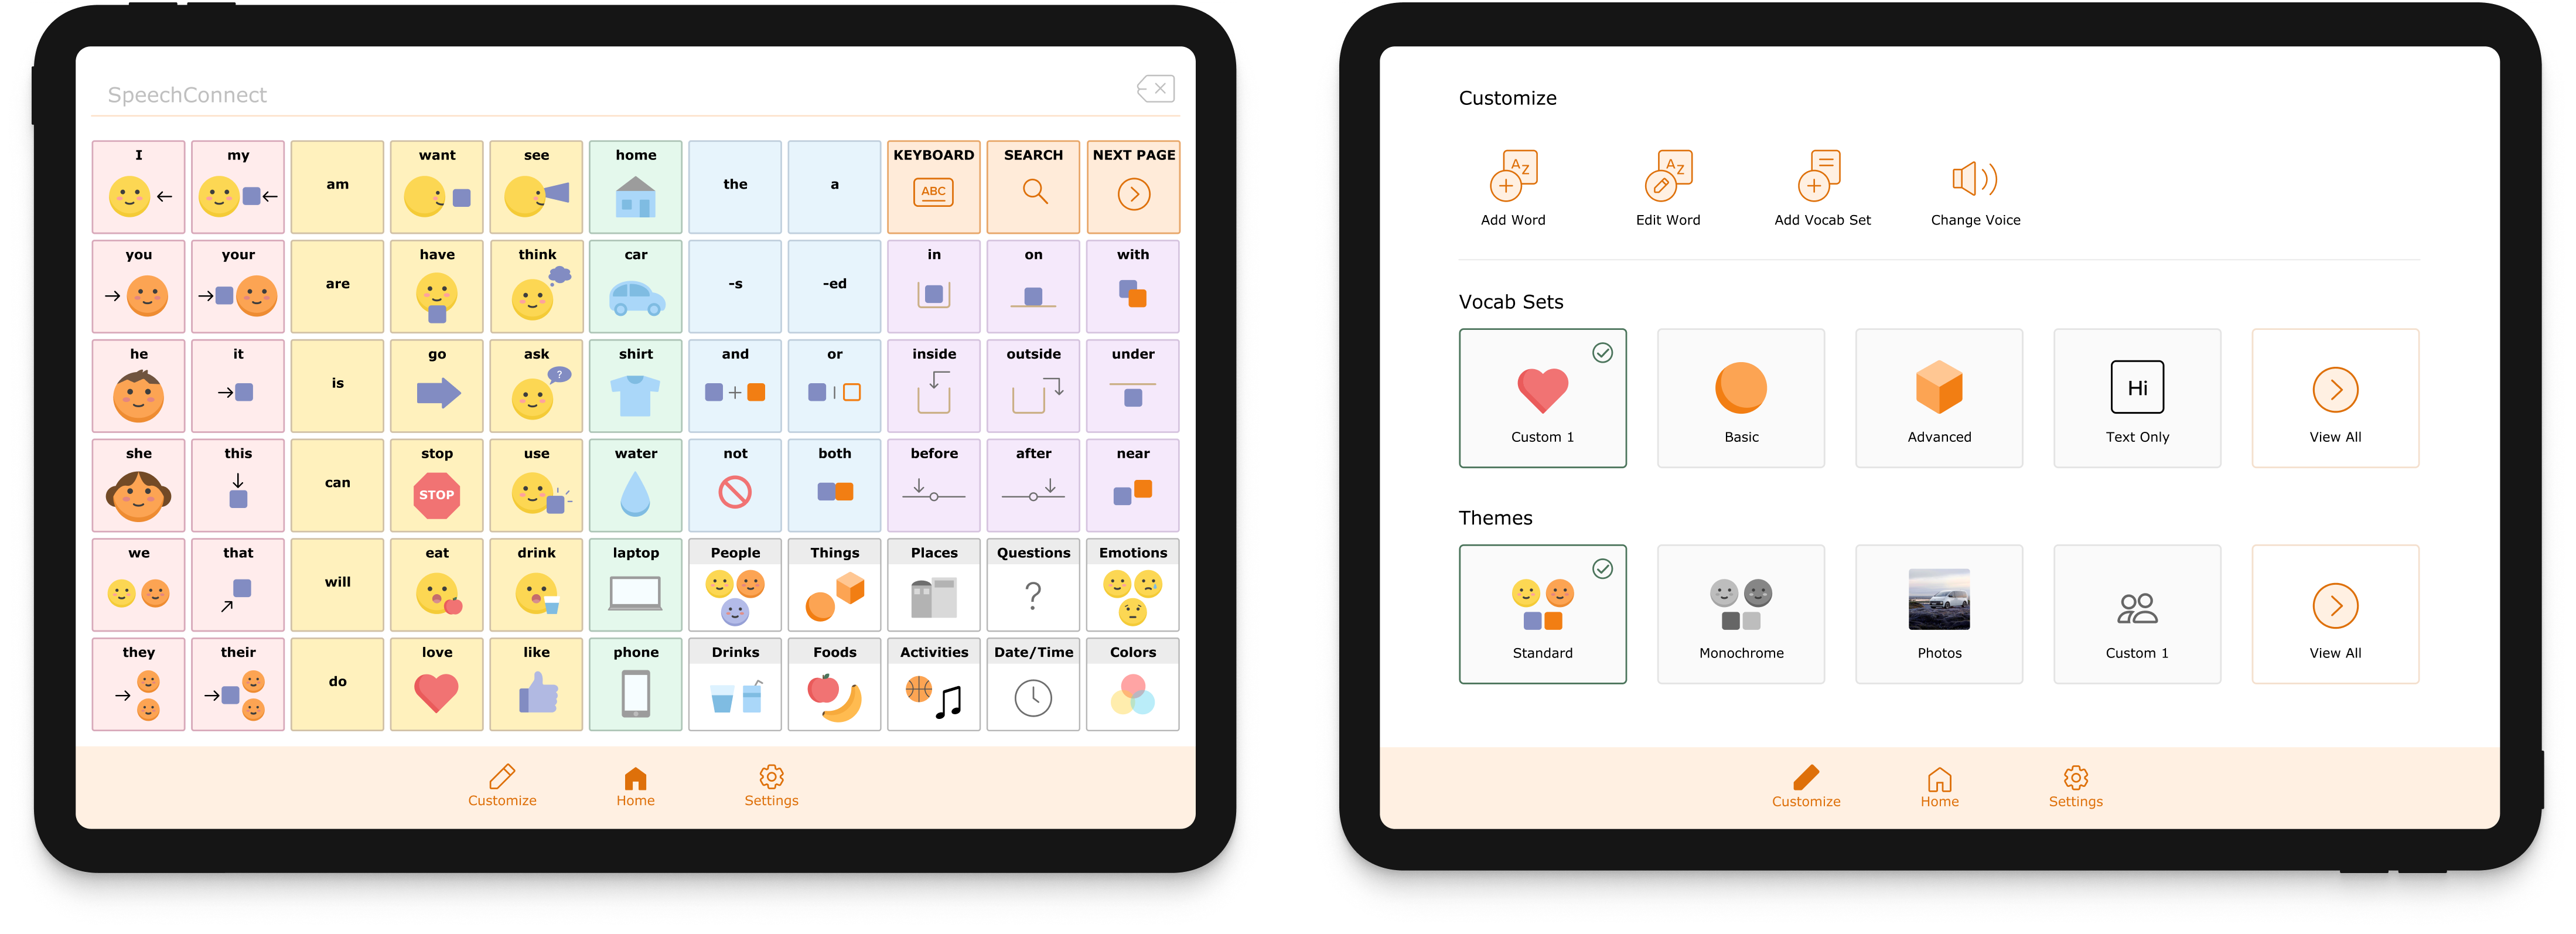 SpeechConnect
I my am want see home the a KEYBOARD SEARCH NEXT PAGE
ABC
you your are have think car -s -ed in on with
he it is go ask shirt and or inside outside under
?
she this can stop use water not both before after near
STOP
we that will eat drink laptop People Things Places Questions Emotions
?
they their do love like phone Drinks Foods Activities Date/Time Colors
Customize Home Settings
Customize
AZ AZ
Add Word Edit Word Add Vocab Set Change Voice
Vocab Sets
Hi
Custom 1 Basic Advanced Text Only View All
Themes
Standard Monochrome Photos Custom 1 View All
Customize Home Settings